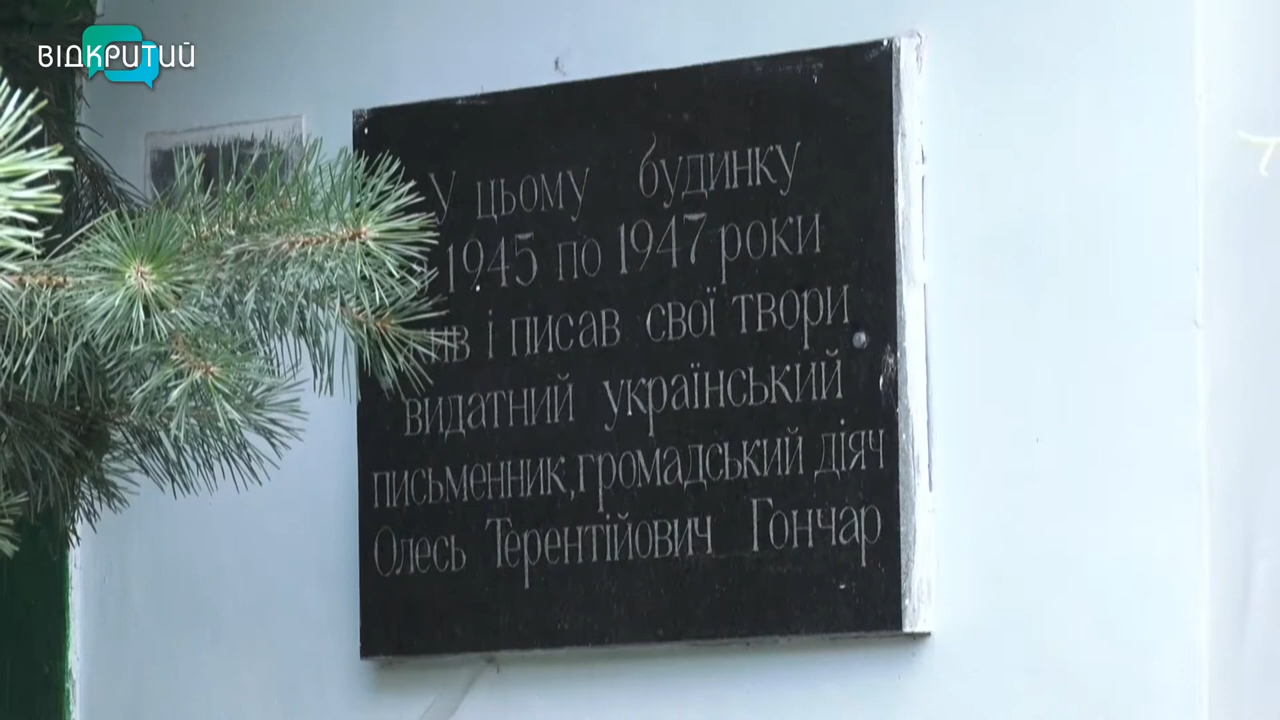 ВІДКРИТИЙ
У цьому будинку
1945 по 1947 роки
і писав свої твори
видатний український
письменник, громадський діяч
Олесь Терентійович Гончар